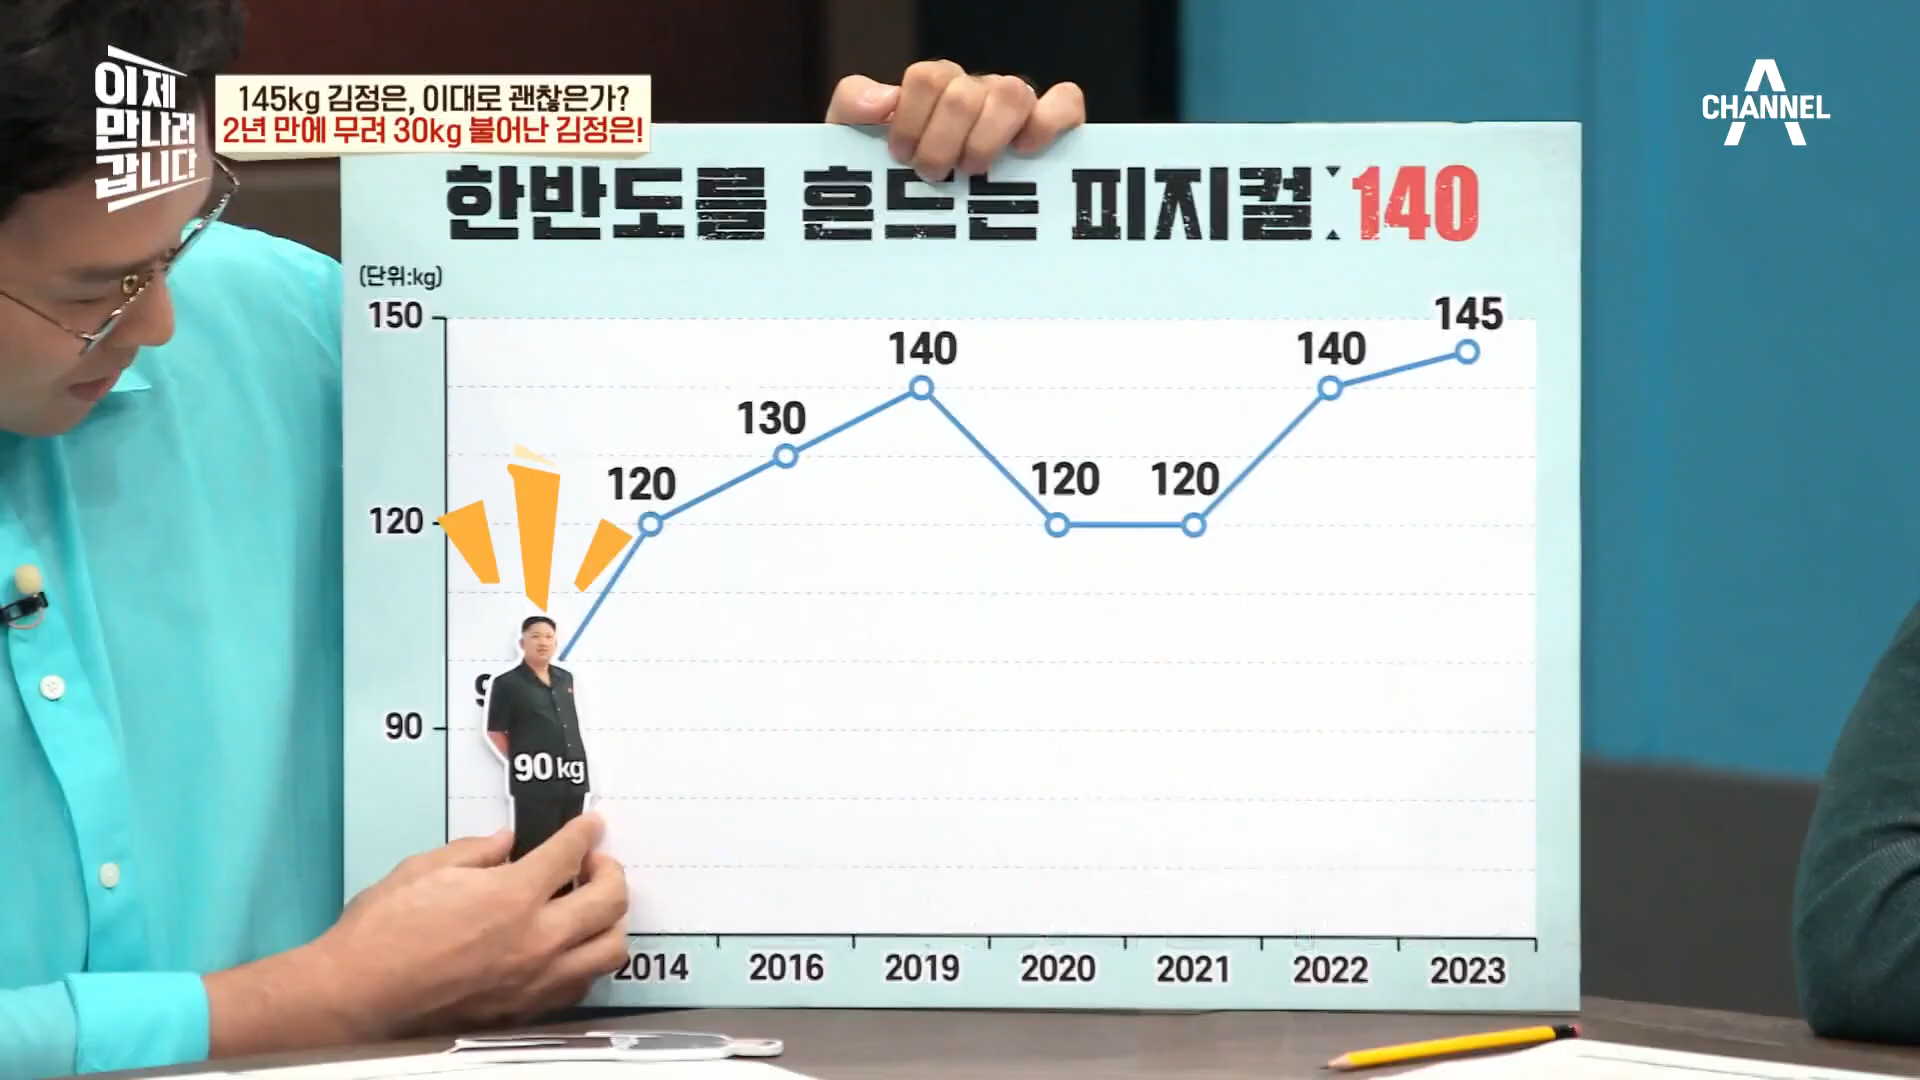 이제
만나러
갑니다
145kg 김정은, 이대로 괜찮은가?
2년 만에 무려 30kg 불어난 김정은!
CHANNEL A
한반도를 흔드는 피지컬:140
(단위:kg)
150
120
90
120
130
140
120
120
140
145
90kg
2014 2016 2019 2020 2021 2022 2023